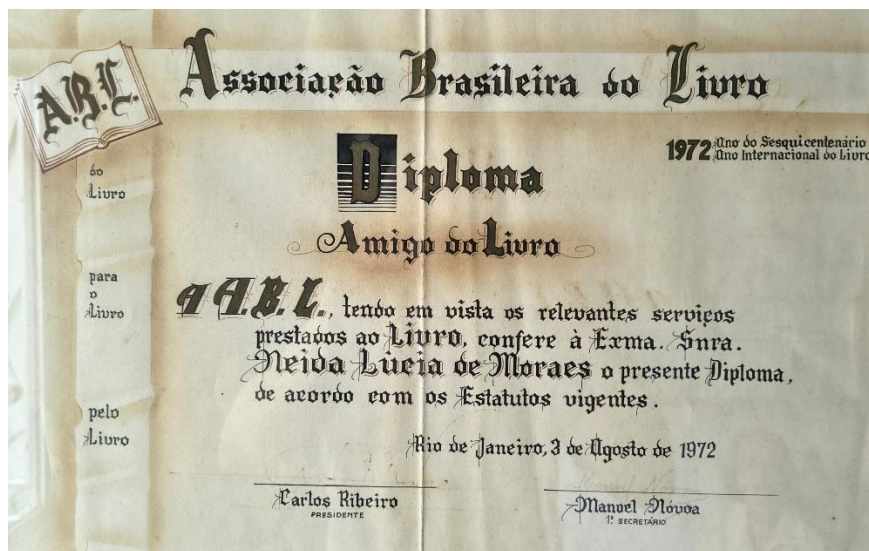 A.B.L.
Associação Brasileira do Livro
1972 Ano do Sesquicentenário
Ano Internacional do Livro
do
Livro
para
o
Livro
pelo
Livro
Diploma
Amigo do Livro
A A.B.L., tendo em vista os relevantes serviços
prestados ao Livro, confere à Exma. Snra.
Neida Lúcia de Moraes o presente Diploma,
de acordo com os Estatutos vigentes.
Rio de Janeiro, 3 de Agosto de 1972
Carlos Ribeiro
PRESIDENTE
Manuel Nóvoa
1º SECRETÁRIO